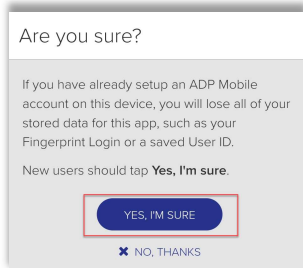 Are you sure?
If you have already setup an ADP Mobile
account on this device, you will lose all of your
stored data for this app, such as your
Fingerprint Login or a saved User ID.
New users should tap Yes, I'm sure.
YES, I'M SURE
✖ NO, THANKS